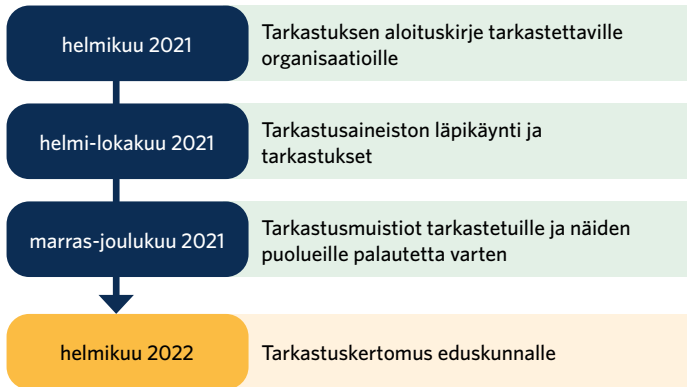 helmikuu 2021
Tarkastuksen aloituskirje tarkastettaville
organisaatioille
helmi-lokakuu 2021
Tarkastusaineiston läpikäynti ja
tarkastukset
marras-joulukuu 2021
Tarkastusmuistiot tarkastetuille ja näiden
puolueille palautetta varten
helmikuu 2022
Tarkastuskertomus eduskunnalle